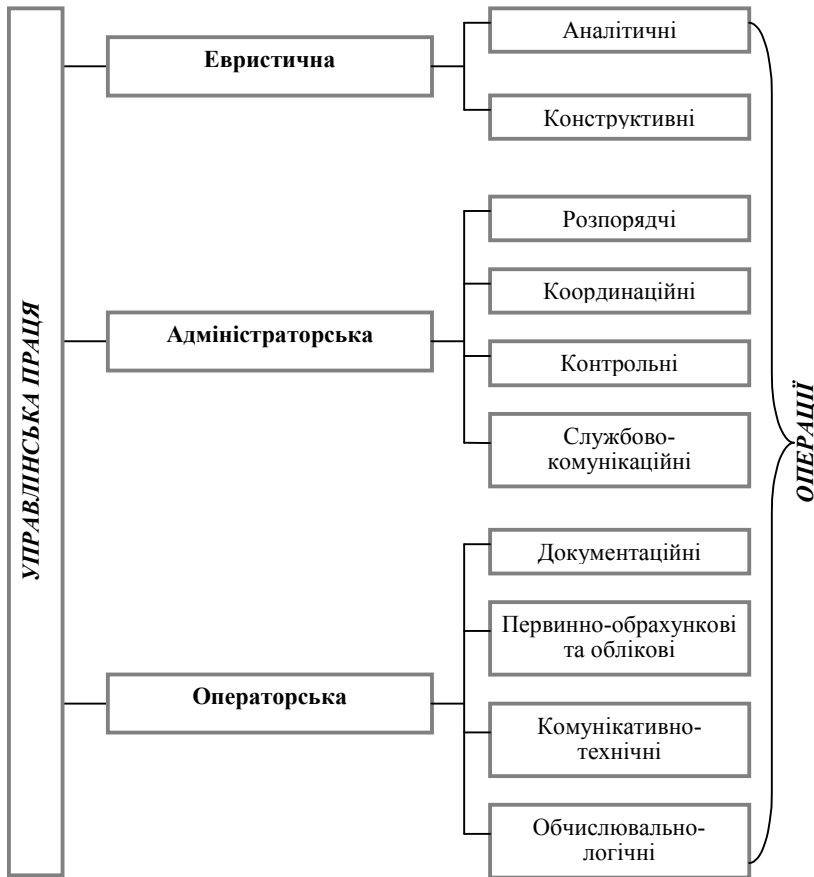 УПРАВЛІНСЬКА ПРАЦЯ
Евристична
Аналітичні
Конструктивні
Адміністраторська
Розпорядчі
Координаційні
Контрольні
Службово-
комунікаційні
Операторська
Документаційні
Первинно-обрахункові
та облікові
Комунікативно-
технічні
Обчислювально-
логічні
ОПЕРАЦІЇ